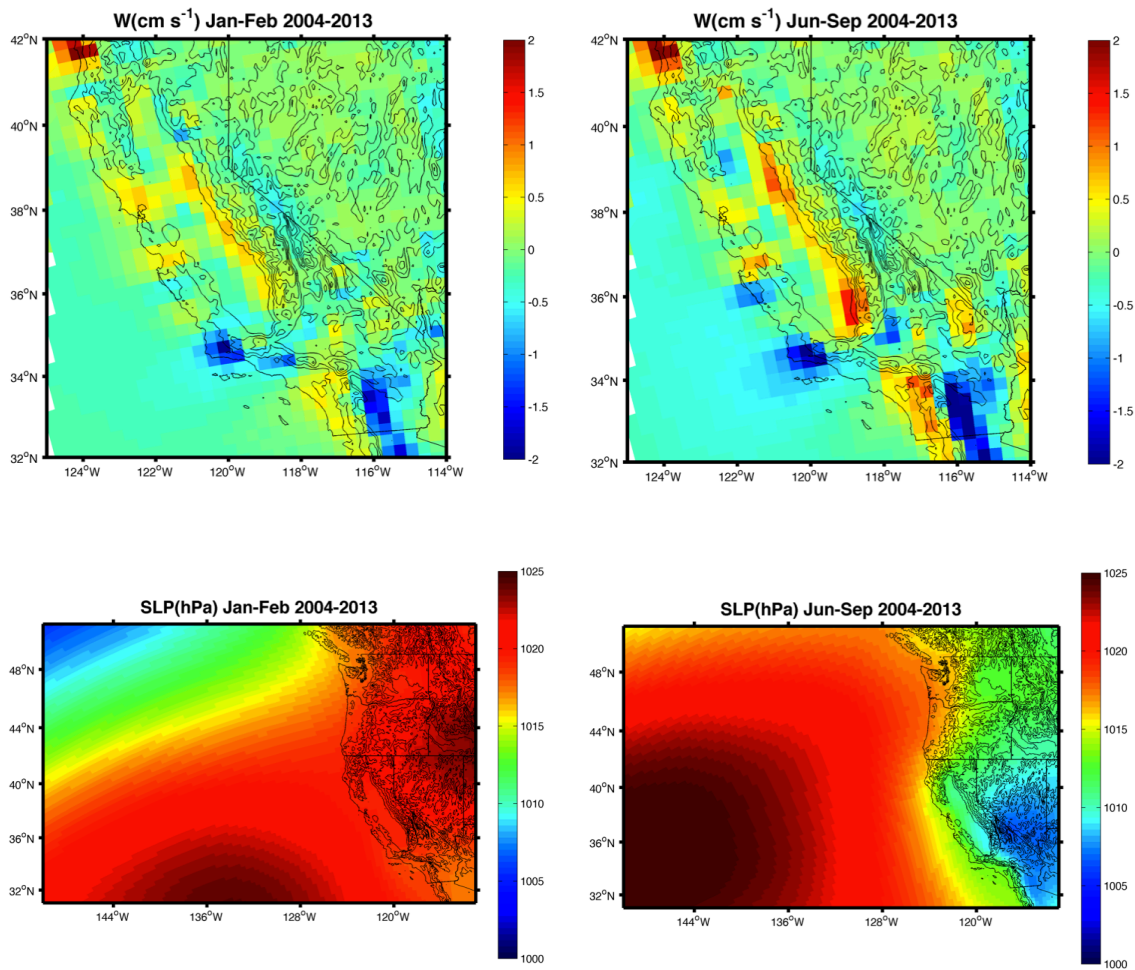 W(cm s⁻¹) Jan-Feb 2004-2013
42°N
40°N
38°N
36°N
34°N
32°N
124°W 122°W 120°W 118°W 116°W 114°W
2
1.5
1
0.5
0
-0.5
-1
-1.5
-2
W(cm s⁻¹) Jun-Sep 2004-2013
42°N
40°N
38°N
36°N
34°N
32°N
124°W 122°W 120°W 118°W 116°W 114°W
2
1.5
1
0.5
0
-0.5
-1
-1.5
-2
SLP(hPa) Jan-Feb 2004-2013
48°N
44°N
40°N
36°N
32°N
144°W 136°W 128°W 120°W
1025
1020
1015
1010
1005
1000
SLP(hPa) Jun-Sep 2004-2013
48°N
44°N
40°N
36°N
32°N
144°W 136°W 128°W 120°W
1025
1020
1015
1010
1005
1000